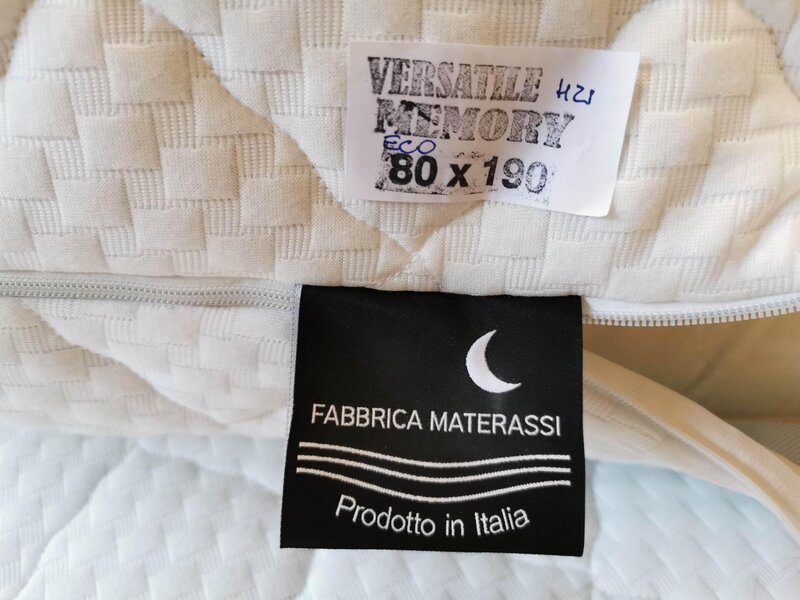 VERSATILE H21
MEMORY
ECO
80 x 190
FABBRICA MATERASSI
Prodotto in Italia